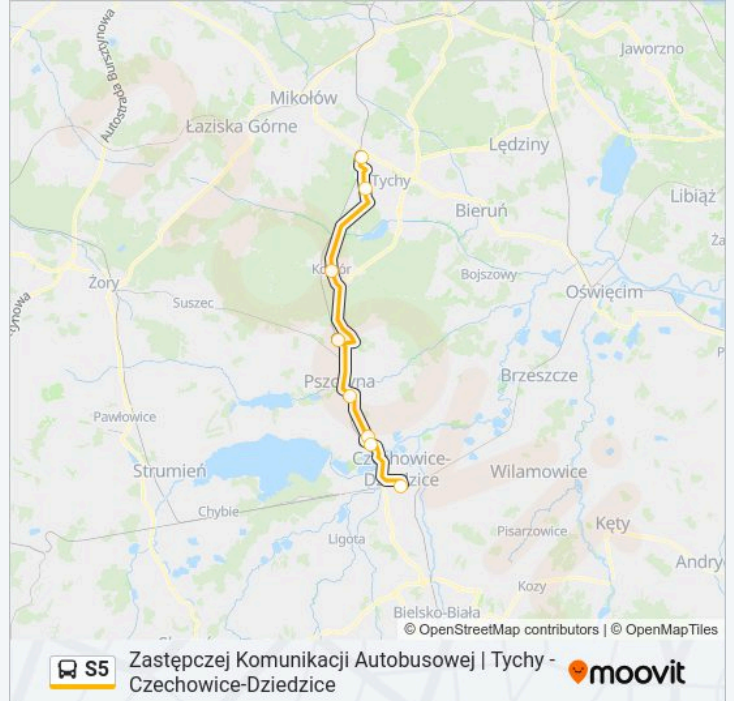 Jaworzno
Autostrada Bursztynowa
Mikołów
Łaziska Górne
Lędziny
Tychy
Libiąż
Bieruń
Kobiór
Bojszowy
Żory
Oświęcim
Suszec
Pszczyna
Brzeszcze
Pawłowice
Strumień
Czechowice-
Dziedzice
Wilamowice
Chybie
Kęty
Pisarzowice
Ligota
Andry
Kozy
Bielsko-Biała
© OpenStreetMap contributors | © OpenMapTiles
S5
Zastępczej Komunikacji Autobusowej | Tychy -
Czechowice-Dziedzice
moovit